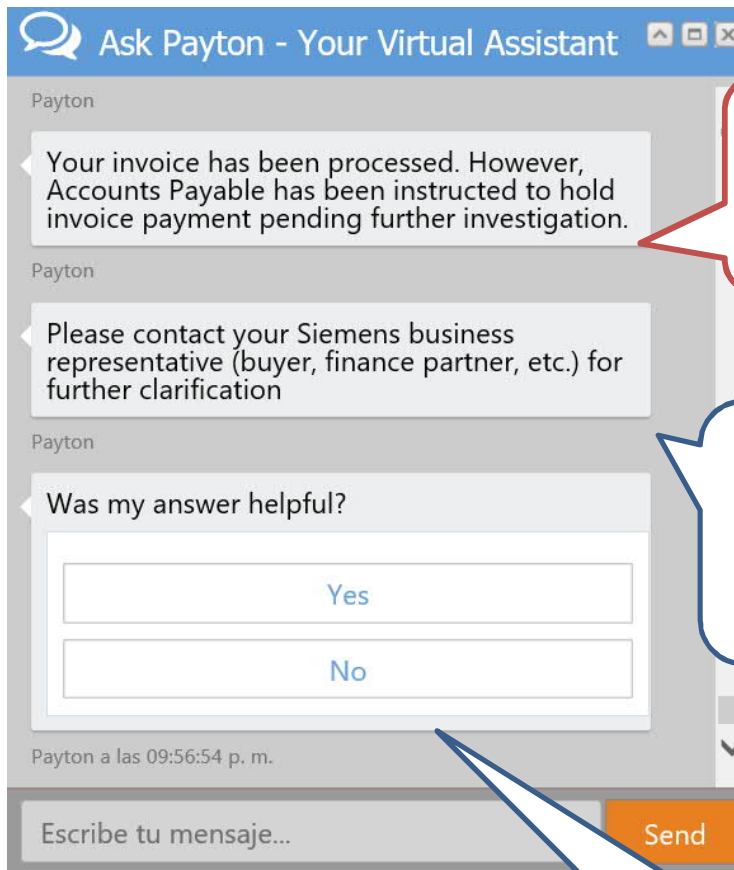 Ask Payton - Your Virtual Assistant
Payton
Your invoice has been processed. However,
Accounts Payable has been instructed to hold
invoice payment pending further investigation.
Payton
Please contact your Siemens business
representative (buyer, finance partner, etc.) for
further clarification
Payton
Was my answer helpful?
Yes
No
Payton a las 09:56:54 p. m.
Escribe tu mensaje...
Send